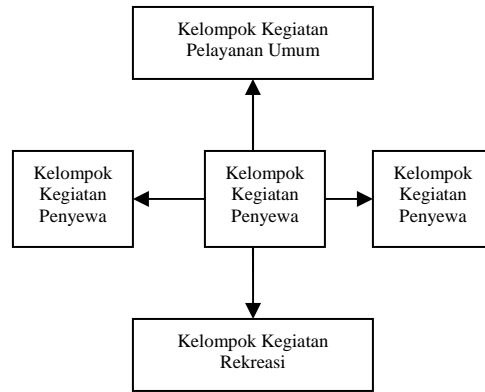 Kelompok Kegiatan
Pelayanan Umum
Kelompok
Kegiatan
Penyewa
Kelompok
Kegiatan
Penyewa
Kelompok
Kegiatan
Penyewa
Kelompok Kegiatan
Rekreasi